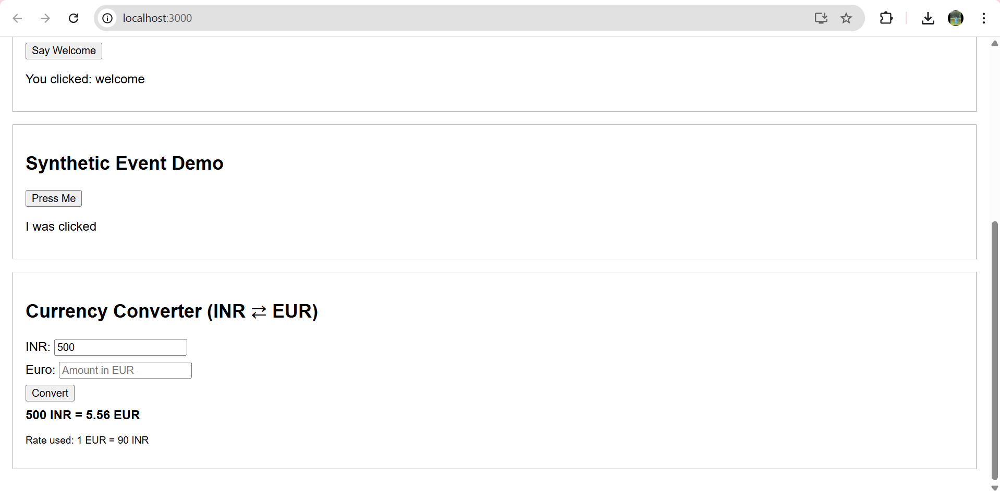 localhost:3000
Say Welcome
You clicked: welcome
Synthetic Event Demo
Press Me
I was clicked
Currency Converter (INR ⇄ EUR)
INR: 500
Euro: Amount in EUR
Convert
500 INR = 5.56 EUR
Rate used: 1 EUR = 90 INR